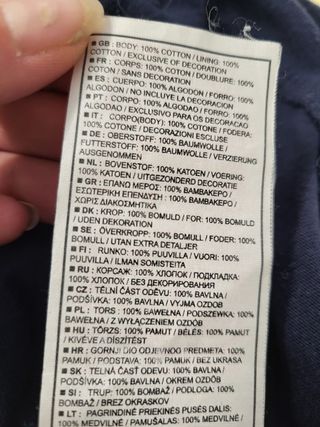 ■ GB: BODY: 100% COTTON / LINING: 100%
COTTON / EXCLUSIVE OF DECORATION
■ FR: CORPS: 100% COTON / DOUBLURE: 100%
COTON / SANS DECORATION
■ ES: CUERPO: 100% ALGODON / FORRO: 100%
ALGODON / NO INCLUYE LA DECORACION
■ PT: CORPO: 100% ALGODAO / FORRO: 100%
ALGODAO / EXCLUSIVO PARA DECORAÇAO
■ IT: CORPO(BODY): 100% COTONE / FODERA:
100% COTONE / DECORAZIONI ESCLUSE
■ DE: OBERSTOFF: 100% BAUMWOLLE /
FUTTERSTOFF: 100% BAUMWOLLE / VERZIERUNG
AUSGENOMMEN
■ NL: BOVENSTOF: 100% KATOEN / VOERING:
100% KATOEN / UITGEZONDERD DECORATIE
■ GR: ΕΠΑΝΩ ΜΕΡΟΣ: 100% ΒΑΜΒΑΚΕΡΟ /
ΕΣΩΤΕΡΙΚΗ ΕΠΕΝΔΥΣΗ: 100% ΒΑΜΒΑΚΕΡΟ /
ΧΩΡΙΣ ΔΙΑΚΟΣΜΗΤΙΚΟ
■ DK: KROP: 100% BOMULD / FOR: 100% BOMULD
/ UDEN DEKORATION
■ SE: ÖVERKROPP: 100% BOMULL / FODER: 100%
BOMULL / UTAN EXTRA DETALJER
■ FI: RUNKO: 100% PUUVILLA / VUORI: 100%
PUUVILLA / ILMAN SOMISTEITA
■ RU: КОРСАЖ: 100% ХЛОПОК / ПОДКЛАДКА:
100% ХЛОПОК / БЕЗ ДЕКОРИРОВАНИЯ
■ CZ: TĚLNÍ ČÁST ODĚVU: 100% BAVLNA /
PODŠÍVKA: 100% BAVLNA / VYJMA OZDOB
■ PL: TORS: 100% BAWEŁNA / PODSZEWKA: 100%
BAWEŁNA / Z WYŁĄCZENIEM OZDÓB
■ HU: TÖRZS: 100% PAMUT / BÉLÉS: 100% PAMUT
/ KIVÉVE A DÍSZÍTÉST
■ HR: GORNJI DIO ODJEVNOG PREDMETA: 100%
PAMUK / PODSTAVA: 100% PAMUK / BEZ UKRASA
■ SK: TELNÁ ČASŤ ODEVU: 100% BAVLNA /
PODŠÍVKA: 100% BAVLNA / OKREM OZDÔB
■ SI: TRUP: 100% BOMBAŽ / PODLOGA: 100%
BOMBAŽ / BREZ OKRASKOV
■ LT: PAGRINDINĖ PRIEKINĖS PUSĖS DALIS:
100% MEDVILNĖ / PAMUŠALAS: 100% MEDVILNĖ /